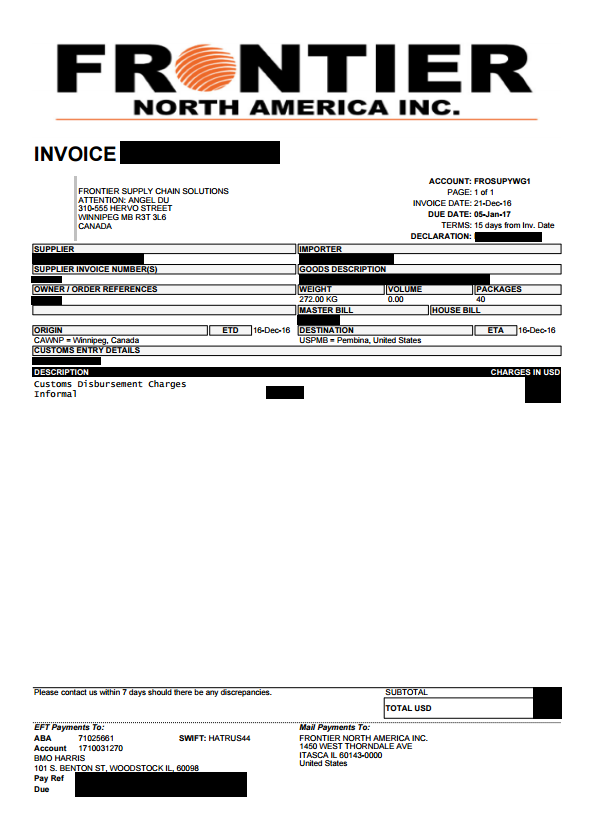 FRONTIER
NORTH AMERICA INC.
INVOICE
FRONTIER SUPPLY CHAIN SOLUTIONS
ATTENTION: ANGEL DU
310-555 HERVO STREET
WINNIPEG MB R3T 3L6
CANADA
ACCOUNT: FROSUPYWG1
PAGE: 1 of 1
INVOICE DATE: 21-Dec-16
DUE DATE: 05-Jan-17
TERMS: 15 days from Inv. Date
DECLARATION:
SUPPLIER IMPORTER
SUPPLIER INVOICE NUMBER(S) GOODS DESCRIPTION
OWNER / ORDER REFERENCES WEIGHT VOLUME PACKAGES
272.00 KG 0.00 40
MASTER BILL HOUSE BILL
ORIGIN ETD 16-Dec-16 DESTINATION ETA 16-Dec-16
CAWNP = Winnipeg, Canada USPMB = Pembina, United States
CUSTOMS ENTRY DETAILS
DESCRIPTION CHARGES IN USD
Customs Disbursement Charges
Informal
Please contact us within 7 days should there be any discrepancies. SUBTOTAL
TOTAL USD
EFT Payments To:
ABA 71025661 SWIFT: HATRUS44
Account 1710031270
BMO HARRIS
101 S. BENTON ST, WOODSTOCK IL, 60098
Pay Ref
Due
Mail Payments To:
FRONTIER NORTH AMERICA INC.
1450 WEST THORNDALE AVE
ITASCA IL 60143-0000
United States